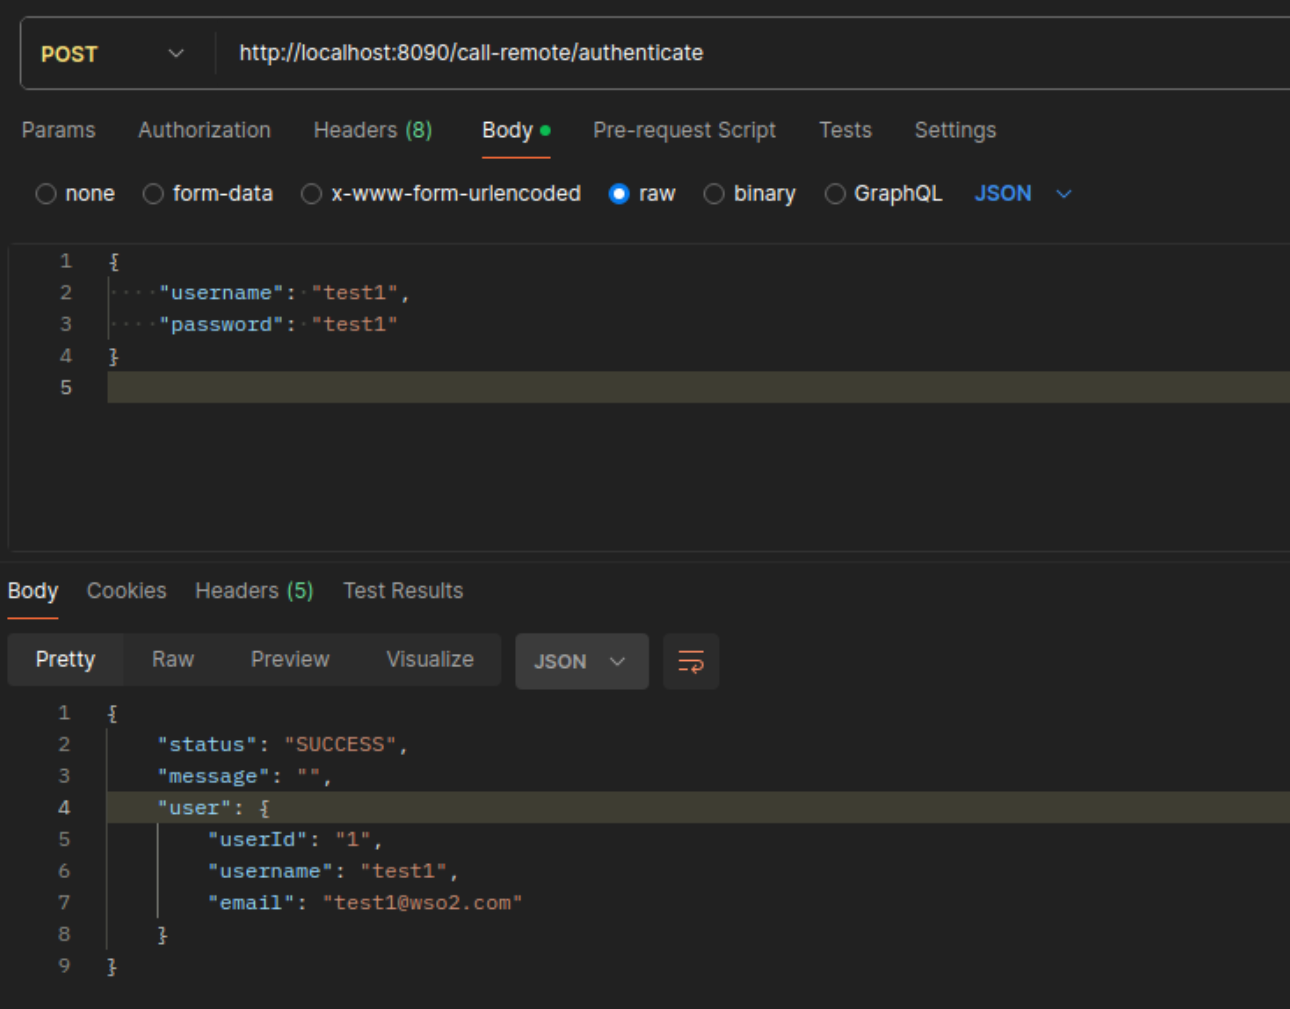 POST http://localhost:8090/call-remote/authenticate
Params Authorization Headers (8) Body Pre-request Script Tests Settings
none form-data x-www-form-urlencoded raw binary GraphQL JSON
1 {
2 "username": "test1",
3 "password": "test1"
4 }
5
Body Cookies Headers (5) Test Results
Pretty Raw Preview Visualize JSON
1 {
2 "status": "SUCCESS",
3 "message": "",
4 "user": {
5 "userId": "1",
6 "username": "test1",
7 "email": "test1@wso2.com"
8 }
9 }